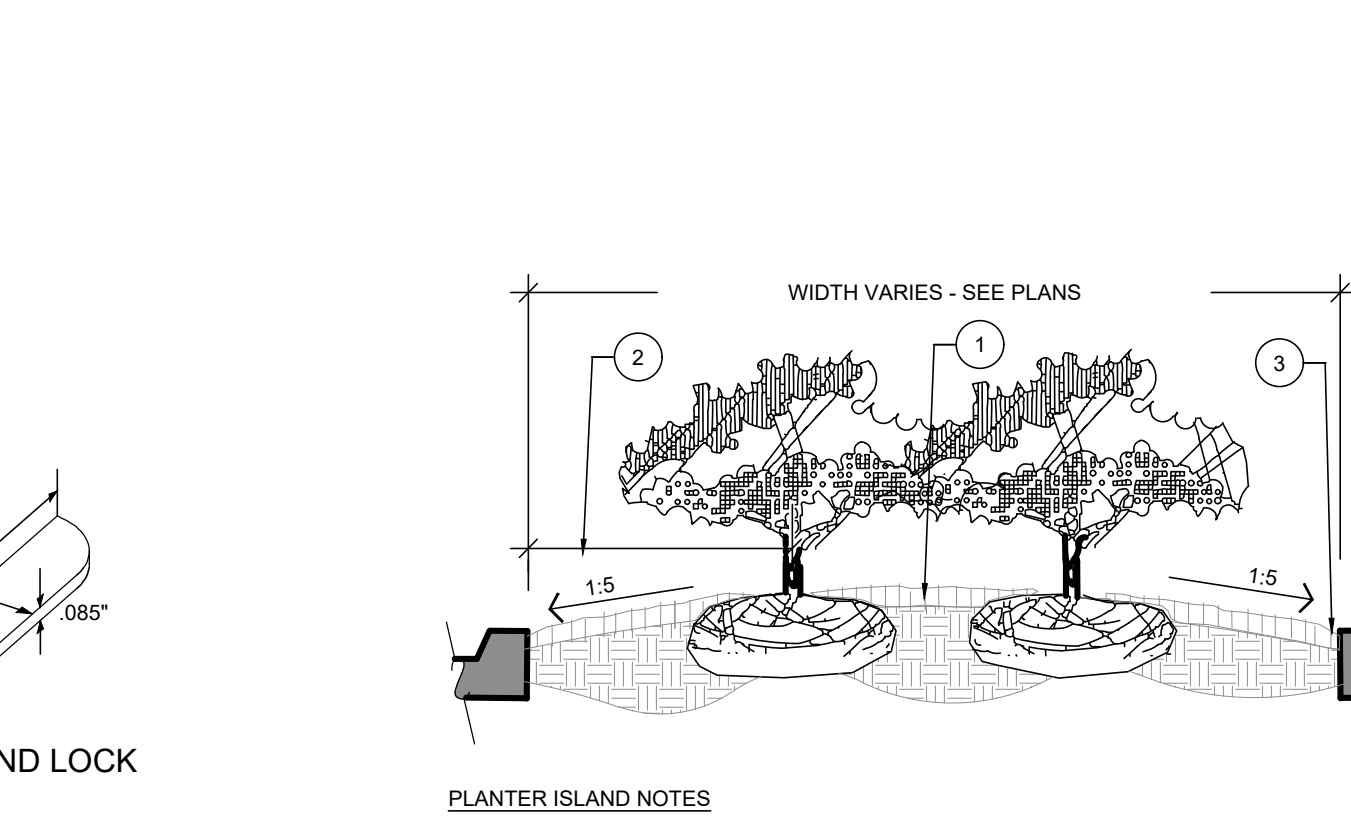 WIDTH VARIES - SEE PLANS
2
1
3
1:5
1:5
.085"
ND LOCK
PLANTER ISLAND NOTES